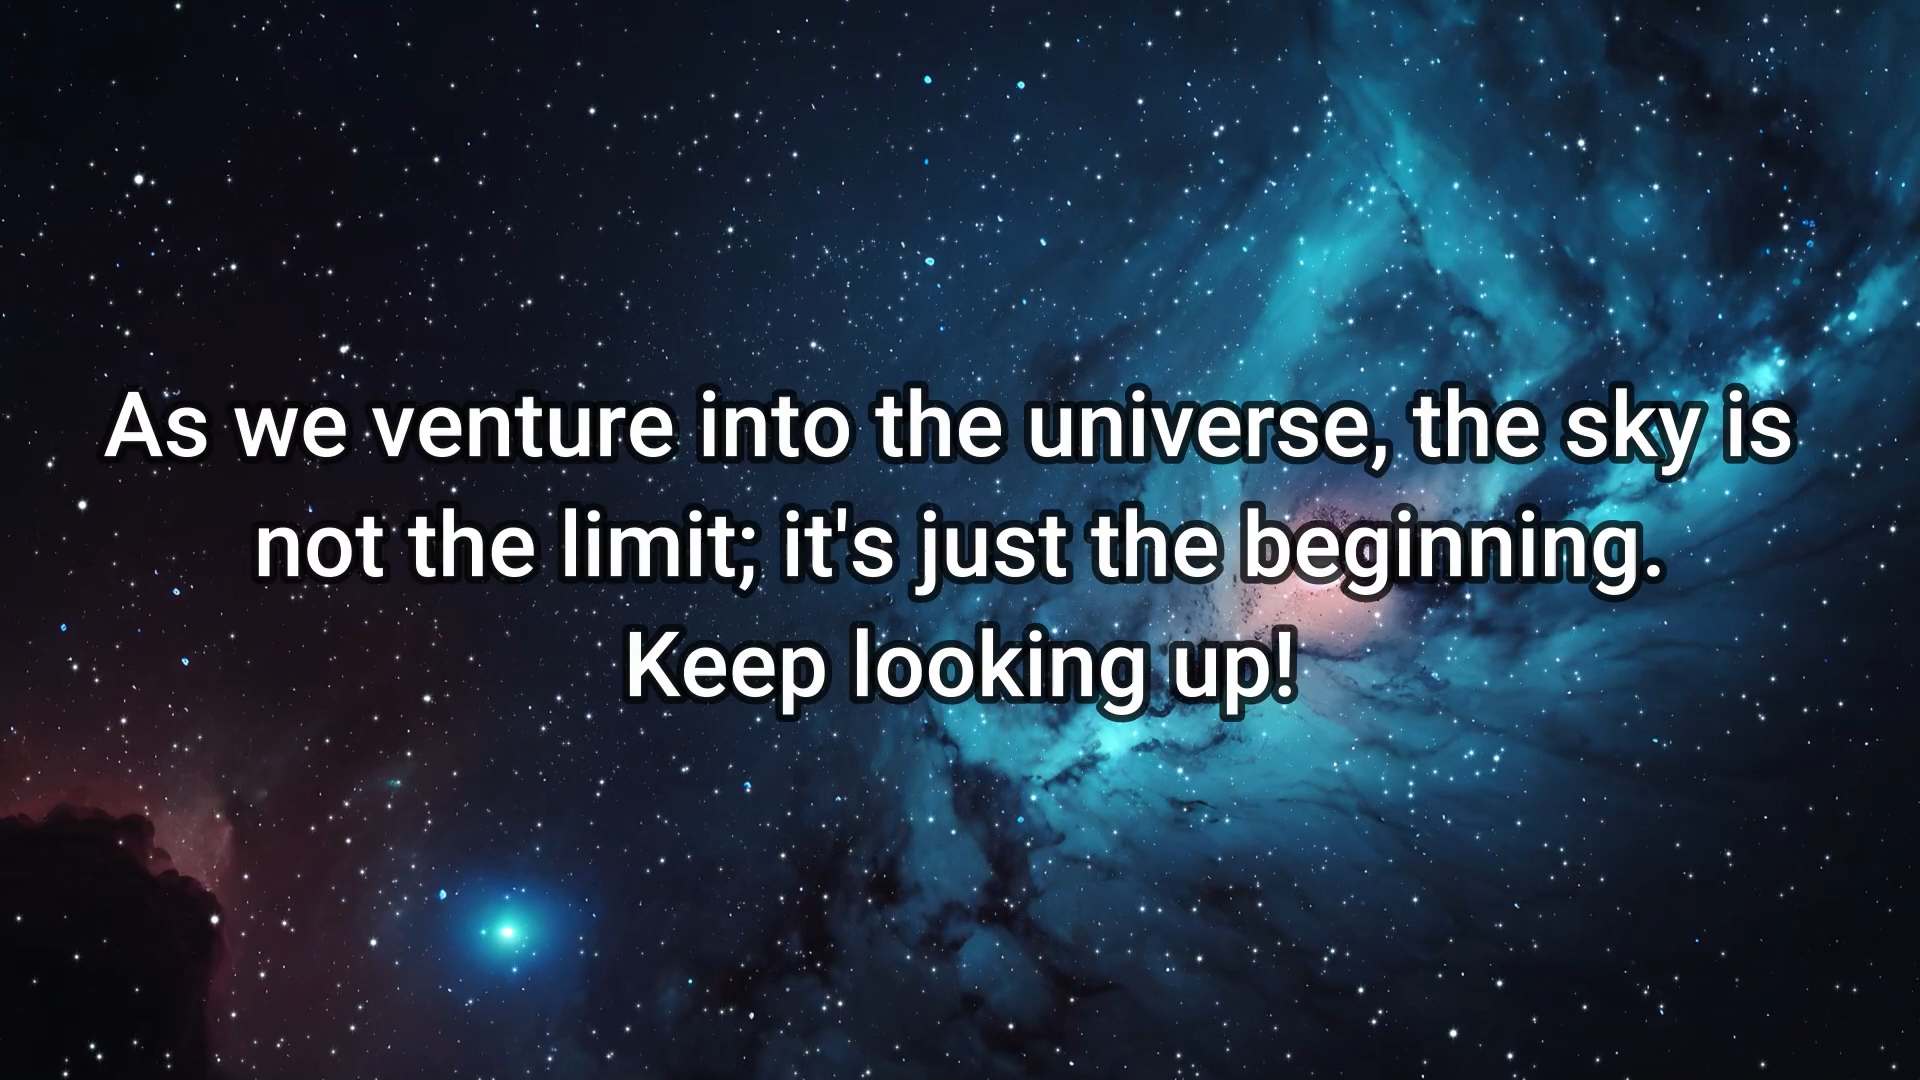 As we venture into the universe, the sky is
not the limit; it's just the beginning.
Keep looking up!